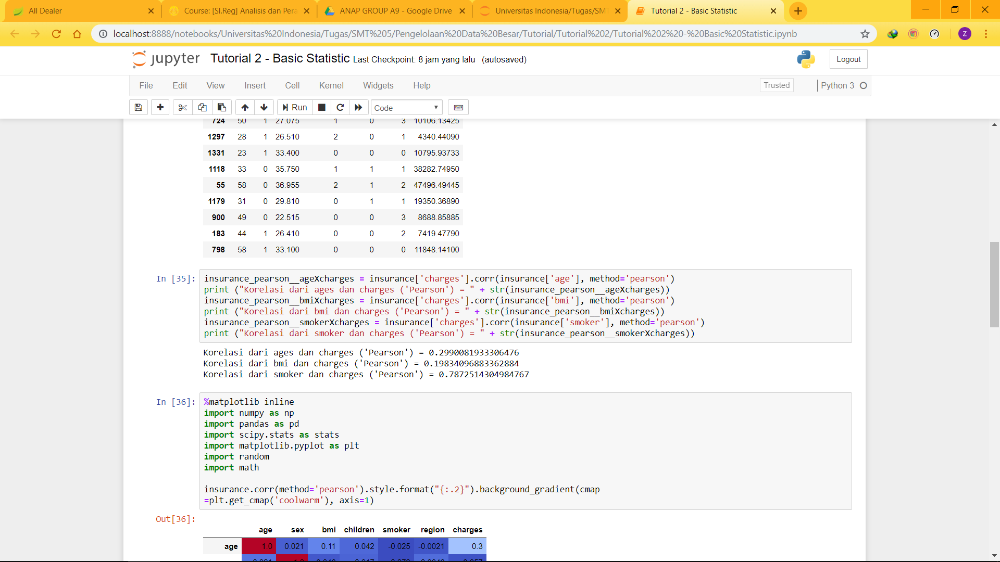 All Dealer
Course: [SI.Reg] Analisis dan Pera
ANAP GROUP A9 - Google Drive
Universitas Indonesia/Tugas/SMT
Tutorial 2 - Basic Statistic
localhost:8888/notebooks/Universitas%20Indonesia/Tugas/SMT%205/Pengelolaan%20Data%20Besar/Tutorial/Tutorial%202/Tutorial%202%20-%20Basic%20Statistic.ipynb
Z
jupyter Tutorial 2 - Basic Statistic Last Checkpoint: 8 jam yang lalu (autosaved)
Logout
File Edit View Insert Cell Kernel Widgets Help
Trusted
Python 3
Run
Code
724 50 1 27.075 1 0 3 10106.13425
1297 28 1 26.510 2 0 1 4340.44090
1331 23 1 33.400 0 0 0 10795.93733
1118 33 0 35.750 1 1 1 38282.74950
55 58 0 36.955 2 1 2 47496.49445
1179 31 0 29.810 0 1 1 19350.36890
900 49 0 22.515 0 0 3 8688.85885
183 44 1 26.410 0 0 2 7419.47790
798 58 1 33.100 0 0 0 11848.14100
In [35]:
insurance_pearson__ageXcharges = insurance['charges'].corr(insurance['age'], method='pearson')
print ("Korelasi dari ages dan charges ('Pearson') = " + str(insurance_pearson__ageXcharges))
insurance_pearson__bmiXcharges = insurance['charges'].corr(insurance['bmi'], method='pearson')
print ("Korelasi dari bmi dan charges ('Pearson') = " + str(insurance_pearson__bmiXcharges))
insurance_pearson__smokerXcharges = insurance['charges'].corr(insurance['smoker'], method='pearson')
print ("Korelasi dari smoker dan charges ('Pearson') = " + str(insurance_pearson__smokerXcharges))
Korelasi dari ages dan charges ('Pearson') = 0.2990081933306476
Korelasi dari bmi dan charges ('Pearson') = 0.19834096883362884
Korelasi dari smoker dan charges ('Pearson') = 0.7872514304984767
In [36]:
%matplotlib inline
import numpy as np
import pandas as pd
import scipy.stats as stats
import matplotlib.pyplot as plt
import random
import math
insurance.corr(method='pearson').style.format("{:.2}").background_gradient(cmap
=plt.get_cmap('coolwarm'), axis=1)
Out[36]:
age sex bmi children smoker region charges
age 1.0 0.021 0.11 0.042 -0.025 -0.0021 0.3